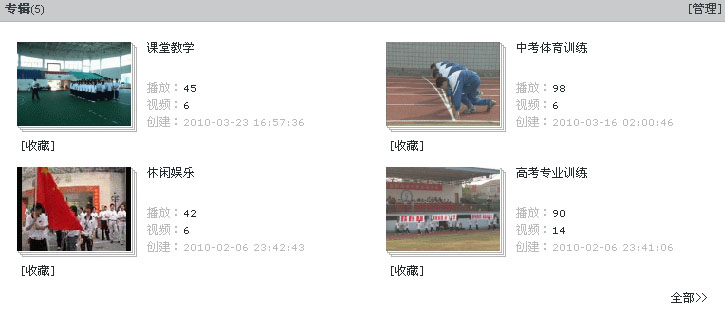 专辑(5) [管理]
课堂教学
播放：45
视频：6
创建：2010-03-23 16:57:36
[收藏]
中考体育训练
播放：98
视频：6
创建：2010-03-16 02:00:46
[收藏]
休闲娱乐
播放：42
视频：6
创建：2010-02-06 23:42:43
[收藏]
高考专业训练
播放：90
视频：14
创建：2010-02-06 23:41:06
[收藏]
全部>>